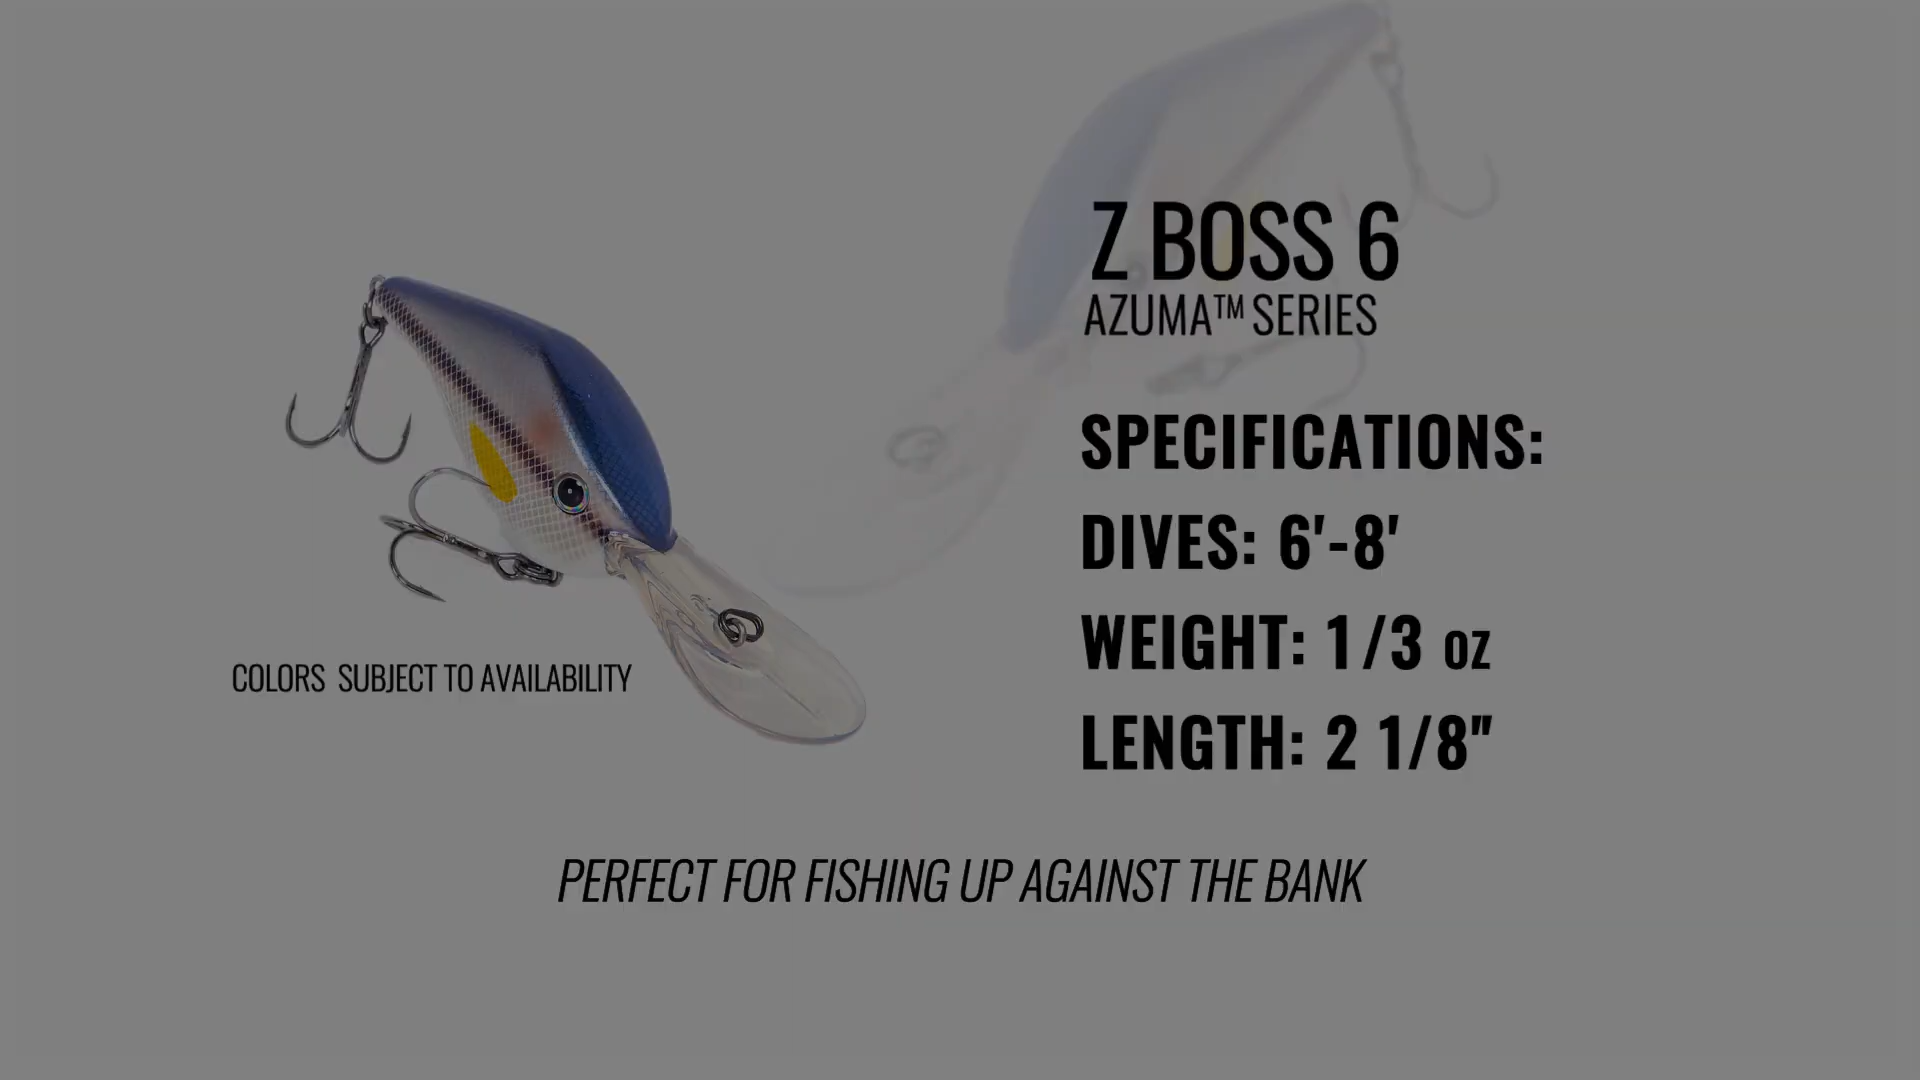 Z BOSS 6
AZUMA™ SERIES
SPECIFICATIONS:
DIVES: 6'-8'
WEIGHT: 1/3 oz
LENGTH: 2 1/8"
COLORS SUBJECT TO AVAILABILITY
PERFECT FOR FISHING UP AGAINST THE BANK